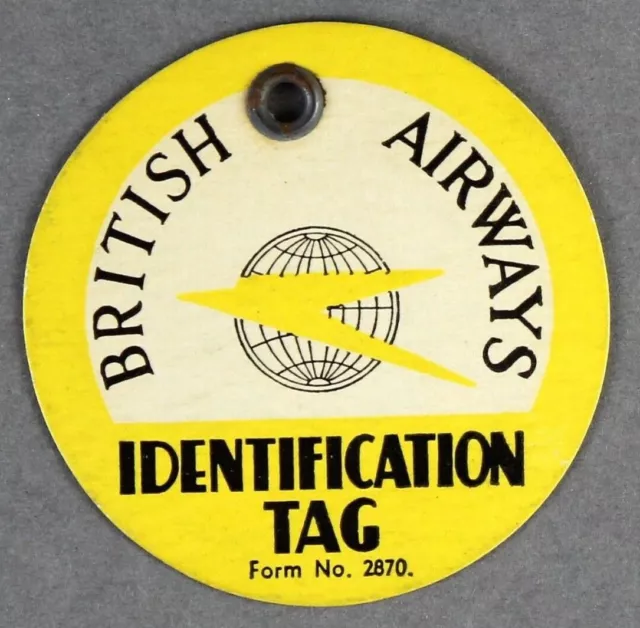 BRITISH AIRWAYS
IDENTIFICATION
TAG
Form No. 2870.